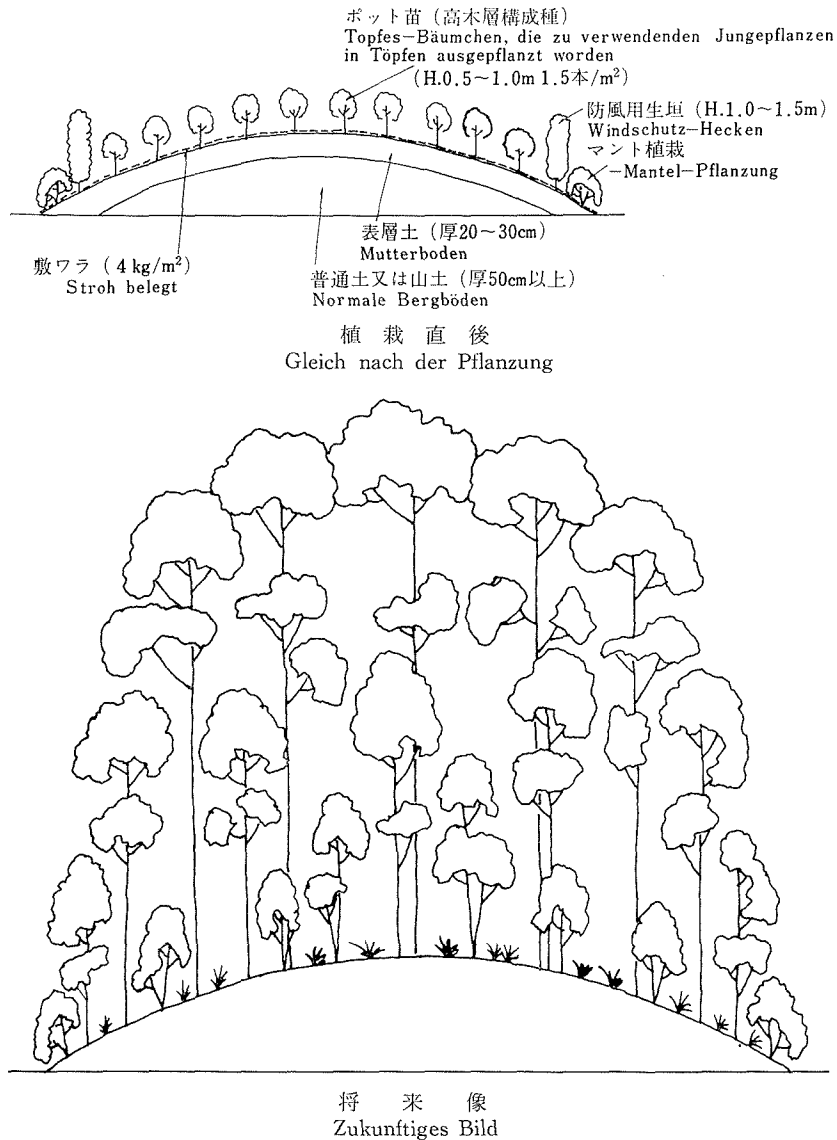 ポット苗（高木層構成種）
Topfes-Bäumchen, die zu verwendenden Jungepflanzen
in Töpfen ausgepflanzt worden
(H.0.5～1.0m 1.5本/m²)
防風用生垣（H.1.0～1.5m）
Windschutz-Hecken
マント植栽
-Mantel-Pflanzung
表層土（厚20～30cm）
Mutterboden
敷ワラ（4kg/m²）
Stroh belegt
普通土又は山土（厚50cm以上）
Normale Bergböden
植栽直後
Gleich nach der Pflanzung
将来像
Zukunftiges Bild